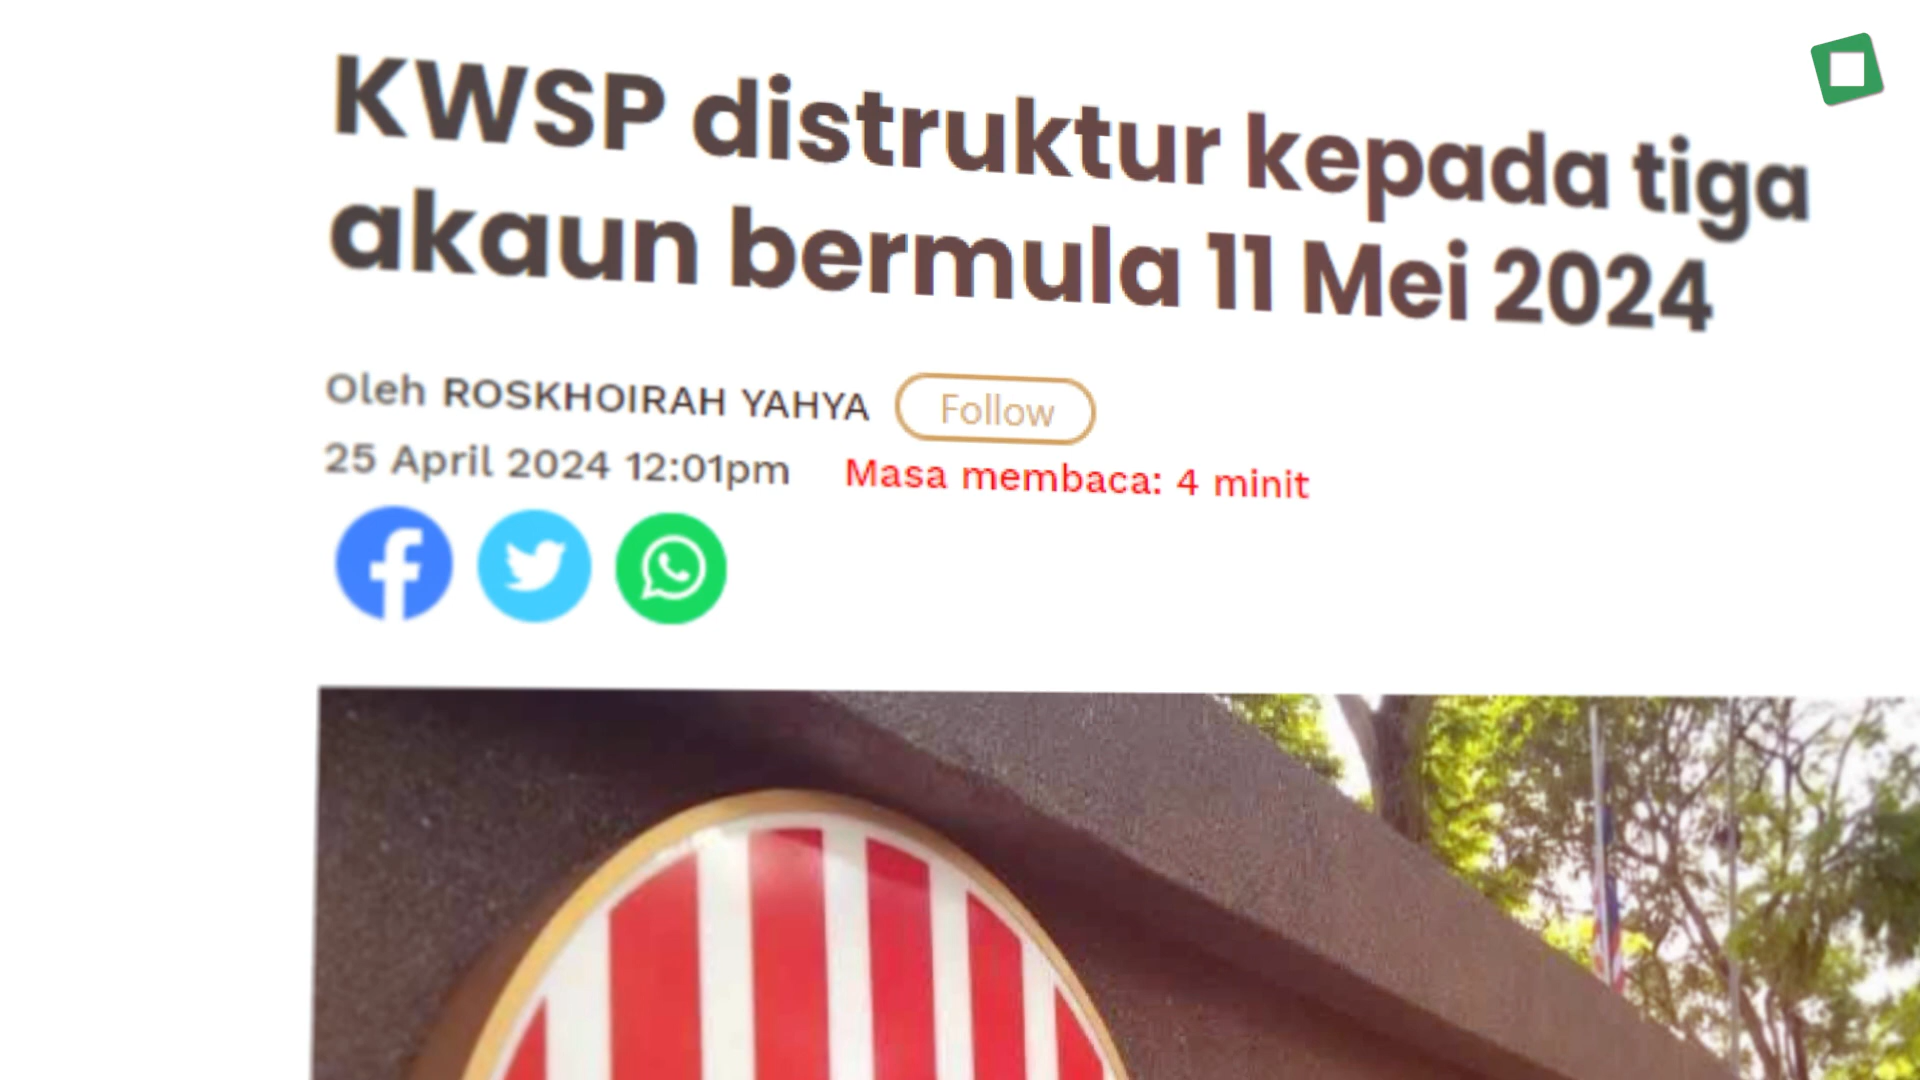 KWSP distruktur kepada tiga
akaun bermula 11 Mei 2024
Oleh ROSKHOIRAH YAHYA Follow
25 April 2024 12:01pm Masa membaca: 4 minit